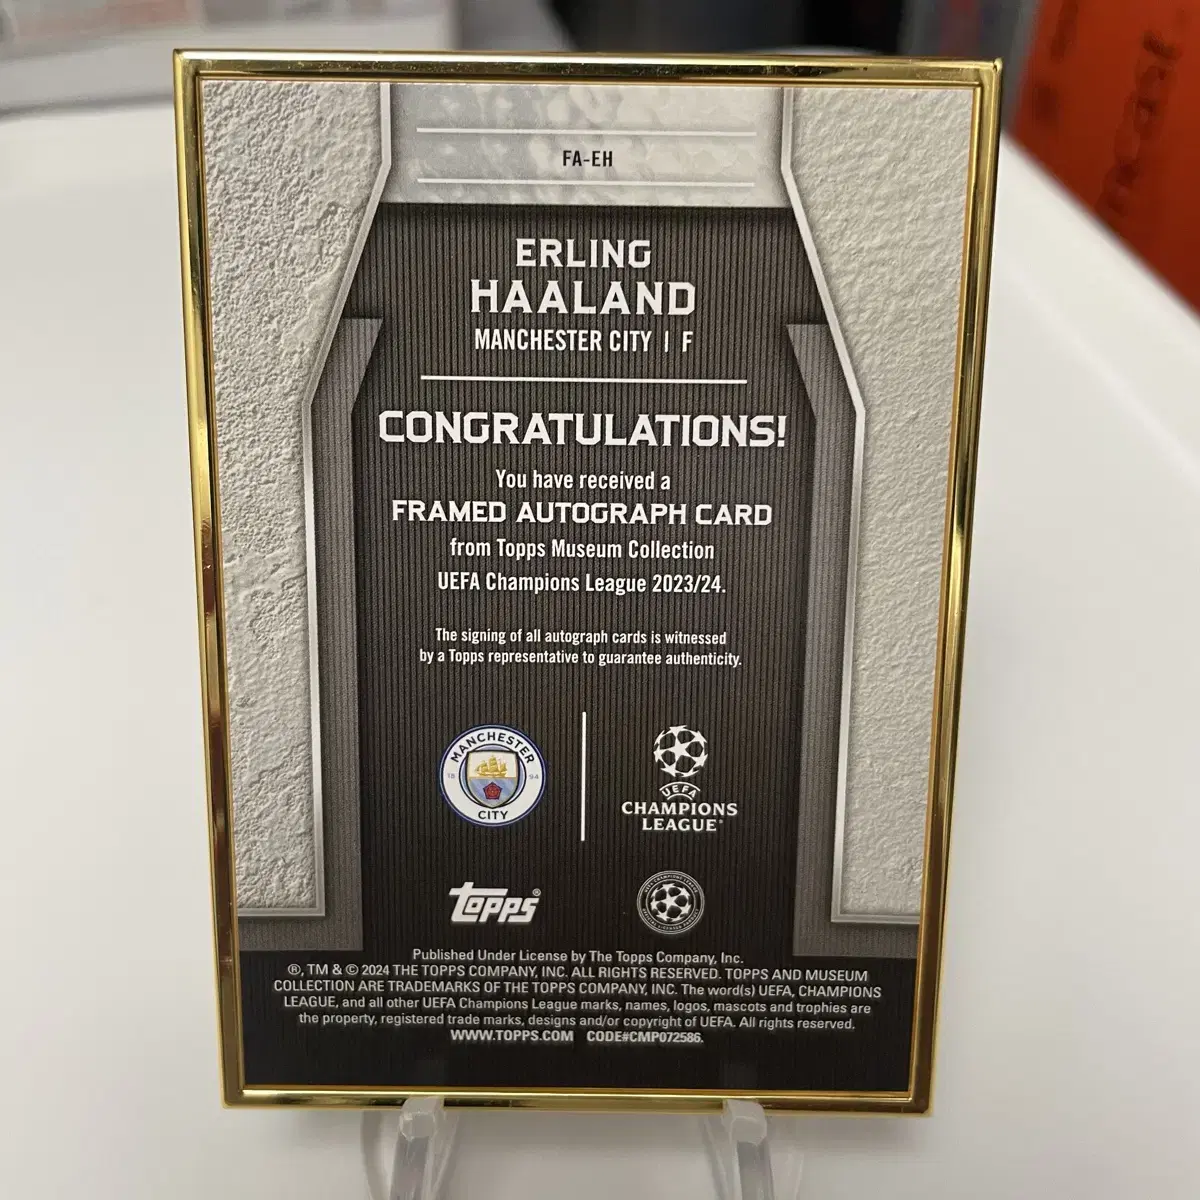 FA-EH
ERLING
HAALAND
MANCHESTER CITY | F
CONGRATULATIONS!
You have received a
FRAMED AUTOGRAPH CARD
from Topps Museum Collection
UEFA Champions League 2023/24.
The signing of all autograph cards is witnessed
by a Topps representative to guarantee authenticity.
MANCHESTER
18 94
CITY
UEFA
CHAMPIONS
LEAGUE®
Topps®
Published Under License by The Topps Company, Inc.
®, TM & © 2024 THE TOPPS COMPANY, INC. ALL RIGHTS RESERVED. TOPPS AND MUSEUM
COLLECTION ARE TRADEMARKS OF THE TOPPS COMPANY, INC. The word(s) UEFA, CHAMPIONS
LEAGUE, and all other UEFA Champions League marks, names, logos, mascots and trophies are
the property, registered trade marks, designs and/or copyright of UEFA. All rights reserved.
WWW.TOPPS.COM CODE#CMP072586.